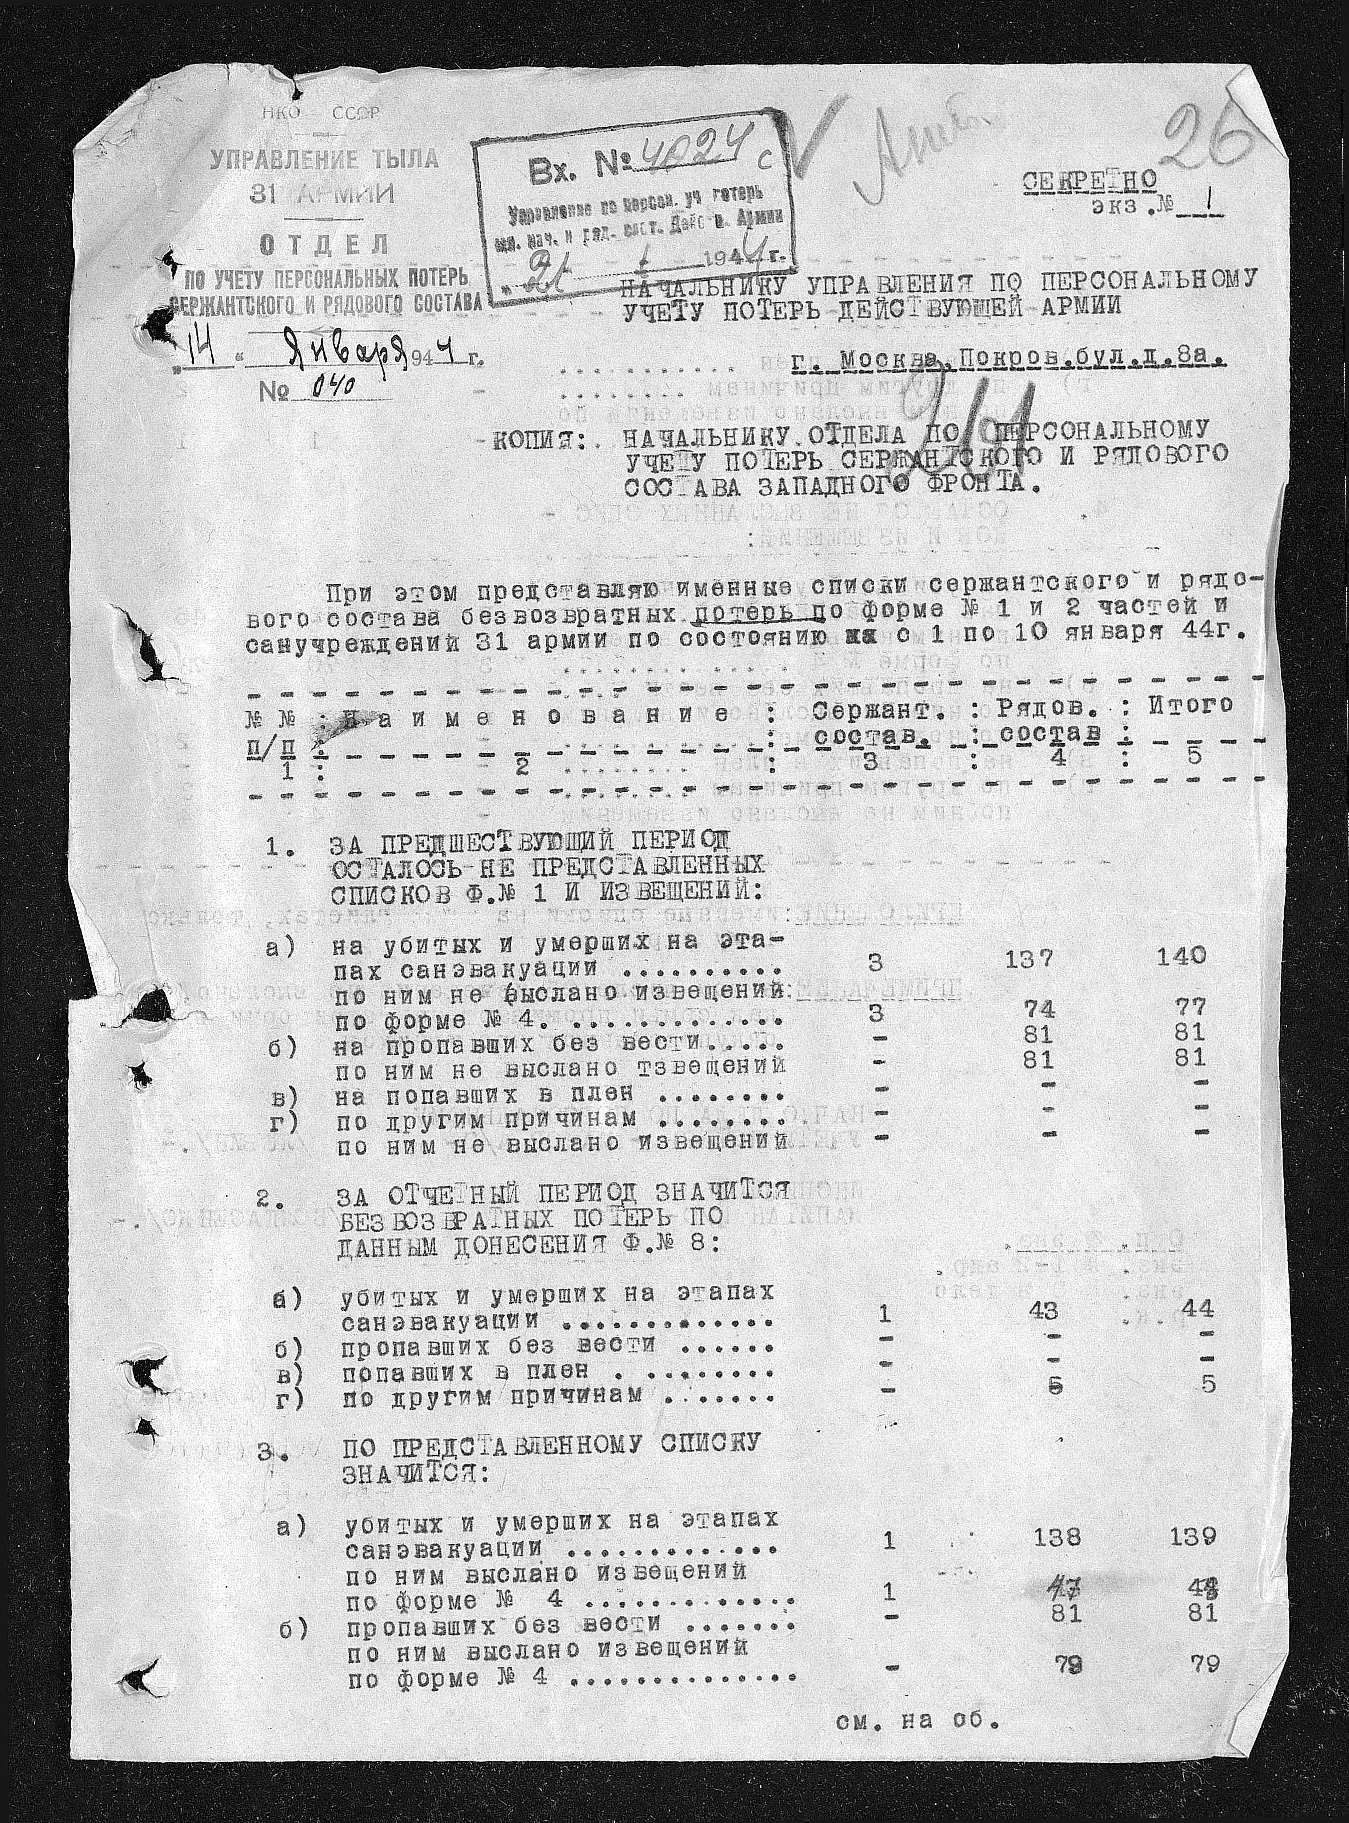 НКО СССР
УПРАВЛЕНИЕ ТЫЛА
31 АРМИИ
ОТДЕЛ
ПО УЧЕТУ ПЕРСОНАЛЬНЫХ ПОТЕРЬ
СЕРЖАНТСКОГО И РЯДОВОГО СОСТАВА
"14" Января 1944 г.
№ 040
Вх. № 4024 с
Управление по персон. уч. потерь
мл. нач. и ряд. сост. Дейст в. Армии
"21 1 1944 г.
26
СЕКРЕТНО
экз.№ 1
НАЧАЛЬНИКУ УПРАВЛЕНИЯ ПО ПЕРСОНАЛЬНОМУ
УЧЕТУ ПОТЕРЬ ДЕЙСТВУЮЩЕЙ АРМИИ
г. Москва, Покров.бул.д.8а.
КОПИЯ: НАЧАЛЬНИКУ ОТДЕЛА ПО ПЕРСОНАЛЬНОМУ
УЧЕТУ ПОТЕРЬ СЕРЖАНТСКОГО И РЯДОВОГО
СОСТАВА ЗАПАДНОГО ФРОНТА.
При этом представляю именные списки сержантского и рядо-
вого состава безвозвратных потерь по форме № 1 и 2 частей и
санучреждений 31 армии по состоянию с 1 по 10 января 44г.
№ № : Н а и м е н о в а н и е : Сержант. : Рядов. : Итого
п/п : : состав. : состав :
1 : 2 : 3 : 4 : 5
1. ЗА ПРЕДШЕСТВУЮЩИЙ ПЕРИОД
ОСТАЛОСЬ НЕ ПРЕДСТАВЛЕННЫХ
СПИСКОВ Ф.№ 1 И ИЗВЕЩЕНИЙ:
а) на убитых и умерших на эта-
пах санэвакуации .......... 3 137 140
по ним не выслано извещений
по форме № 4. ............. 3 74 77
б) на пропавших без вести..... - 81 81
по ним не выслано тзвещений - 81 81
в) на попавших в плен ........ - - -
г) по другим причинам ........ - - -
по ним не выслано извещений - - -
2. ЗА ОТЧЕТНЫЙ ПЕРИОД ЗНАЧИТСЯ
БЕЗВОЗВРАТНЫХ ПОТЕРЬ ПО
ДАННЫМ ДОНЕСЕНИЯ Ф.№ 8:
а) убитых и умерших на этапах
санэвакуации ............. 1 43 44
б) пропавших без вести ...... - - -
в) попавших в плен . ........ - - -
г) по другим причинам ....... - 5 5
3. ПО ПРЕДСТАВЛЕННОМУ СПИСКУ
ЗНАЧИТСЯ:
а) убитых и умерших на этапах
санэвакуации ............. 1 138 139
по ним выслано извещений
по форме № 4 ............. 1 47
б) пропавших без вести ....... - 81 81
по ним выслано извещений
по форме № 4 .............. - 79 79
см. на об.